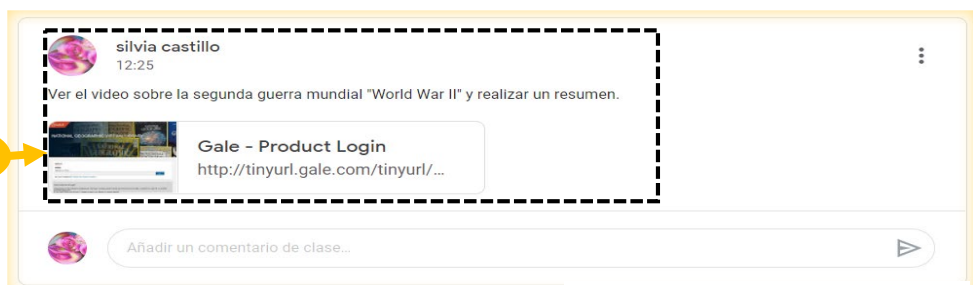 silvia castillo
12:25
Ver el video sobre la segunda guerra mundial "World War II" y realizar un resumen.
Gale - Product Login
http://tinyurl.gale.com/tinyurl/...
Añadir un comentario de clase...